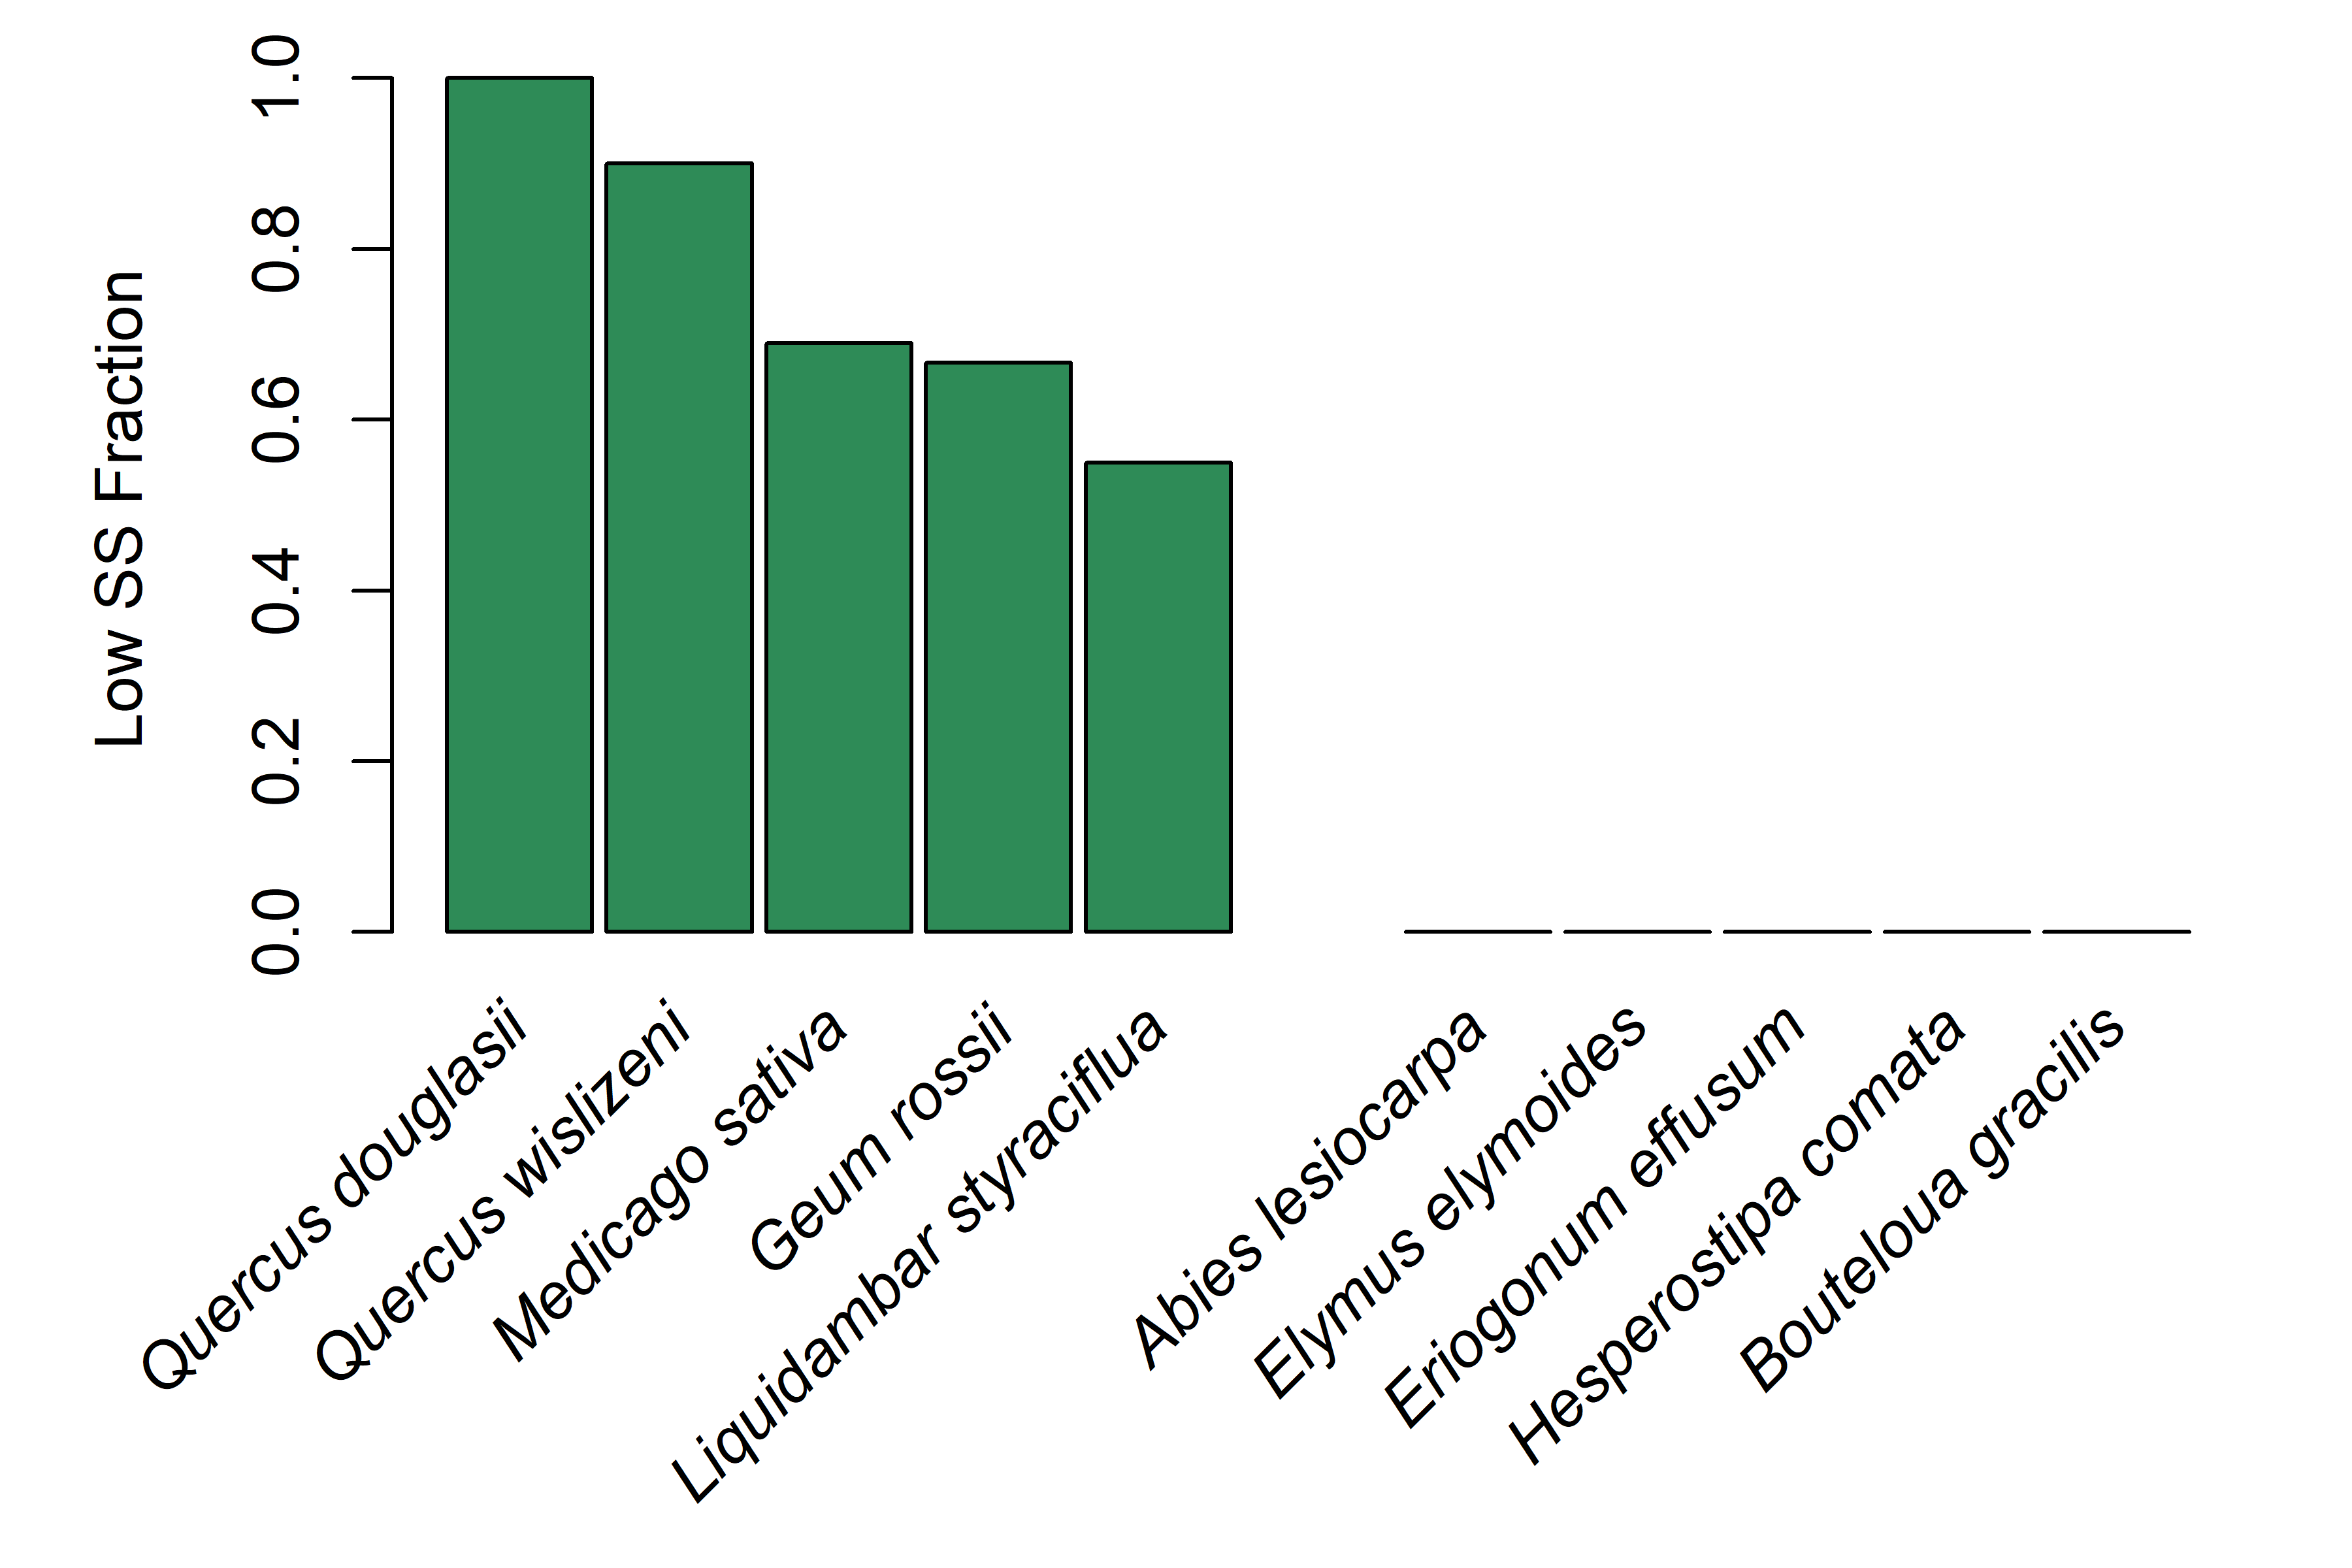 Low SS Fraction
1.0
0.8
0.6
0.4
0.2
0.0
Quercus douglasii
Quercus wislizeni
Medicago sativa
Geum rossii
Liquidambar styraciflua
Abies lesiocarpa
Elymus elymoides
Eriogonum effusum
Hesperostipa comata
Bouteloua gracilis